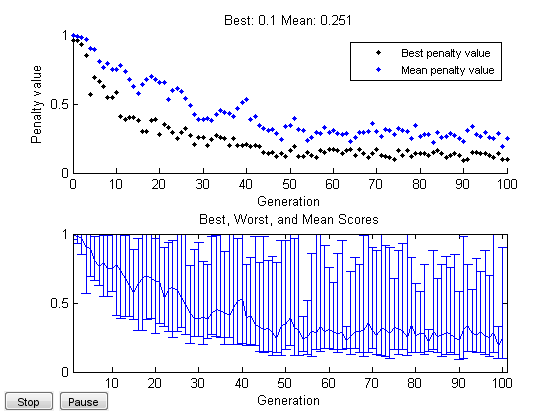 Best: 0.1 Mean: 0.251
1
0.5
0
Penalty value
Best penalty value
Mean penalty value
0 10 20 30 40 50 60 70 80 90 100
Generation
Best, Worst, and Mean Scores
1
0.5
0
10 20 30 40 50 60 70 80 90 100
Generation
Stop Pause